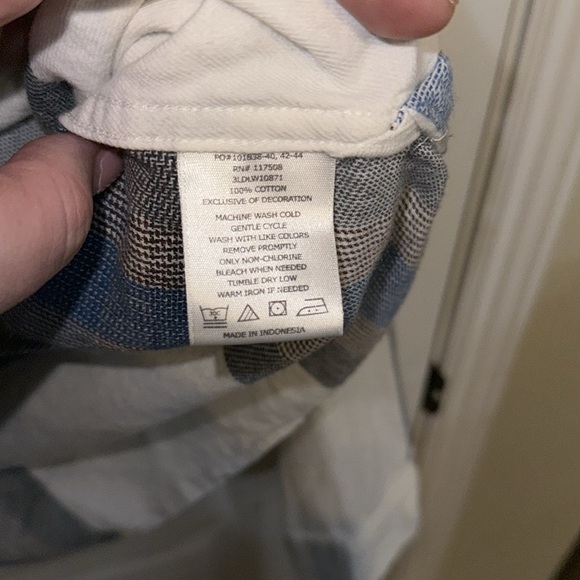 PO#101838-40, 42-44
RN# 117508
3LDLW10871
100% COTTON
EXCLUSIVE OF DECORATION
MACHINE WASH COLD
GENTLE CYCLE
WASH WITH LIKE COLORS
REMOVE PROMPTLY
ONLY NON-CHLORINE
BLEACH WHEN NEEDED
TUMBLE DRY LOW
WARM IRON IF NEEDED
30C
MADE IN INDONESIA